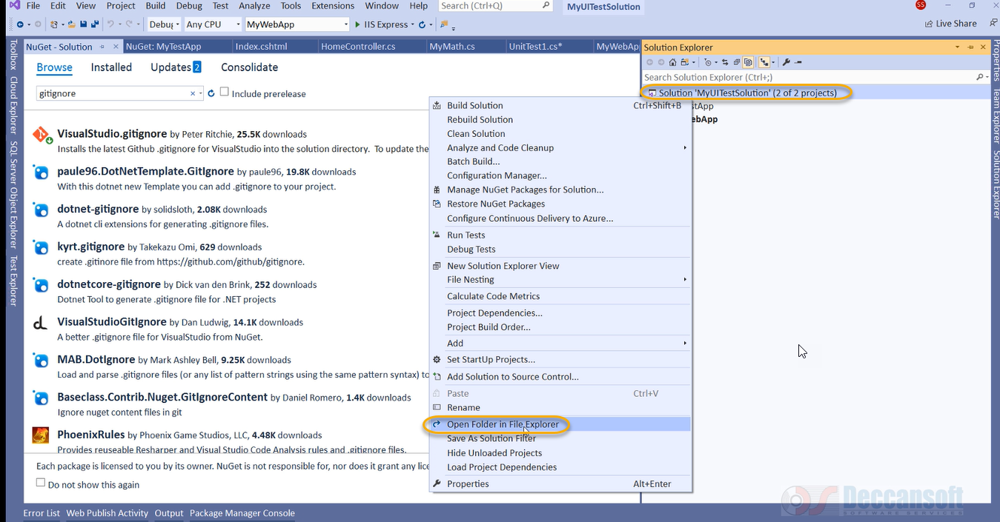 File Edit View Project Build Debug Test Analyze Tools Extensions Window Help Search (Ctrl+Q) MyUITestSolution SS
Debug Any CPU MyWebApp IIS Express Live Share
NuGet - Solution NuGet: MyTestApp Index.cshtml HomeController.cs MyMath.cs UnitTest1.cs* MyWebAp
Solution Explorer
Toolbox
Cloud Explorer
SQL Server Object Explorer
Test Explorer
Browse Installed Updates 2 Consolidate
gitignore Include prerelease
VisualStudio.gitignore by Peter Ritchie, 25.5K downloads
Installs the latest Github .gitignore for VisualStudio into the solution directory. To update the
paule96.DotNetTemplate.GitIgnore by paule96, 19.8K downloads
With this dotnet new Template you can add .gitignore to your project.
dotnet-gitignore by solidsloth, 2.08K downloads
A dotnet cli extensions for generating .gitignore files.
kyrt.gitignore by Takekazu Omi, 629 downloads
create .gitinore file from https://github.com/github/gitignore.
dotnetcore-gitignore by Dick van den Brink, 252 downloads
Dotnet Tool to generate .gitignore file for .NET projects
VisualStudioGitIgnore by Dan Ludwig, 14.1K downloads
A better .gitignore file for VisualStudio from NuGet.
MAB.DotIgnore by Mark Ashley Bell, 9.25K downloads
Load and parse .gitignore files (or any list of pattern strings using the same pattern syntax) to
Baseclass.Contrib.Nuget.GitIgnoreContent by Daniel Romero, 1.4K downloads
Ignore nuget content files in git
PhoenixRules by Phoenix Game Studios, LLC, 4.48K downloads
Provides reuseable Resharper and Visual Studio Code Analysis rules and .gitignore files.
Each package is licensed to you by its owner. NuGet is not responsible for, nor does it grant any lice
Do not show this again
Build Solution Ctrl+Shift+B
Rebuild Solution
Clean Solution
Analyze and Code Cleanup
Batch Build...
Configuration Manager...
Manage NuGet Packages for Solution...
Restore NuGet Packages
Configure Continuous Delivery to Azure...
Run Tests
Debug Tests
New Solution Explorer View
File Nesting
Calculate Code Metrics
Project Dependencies...
Project Build Order...
Add
Set StartUp Projects...
Add Solution to Source Control...
Paste Ctrl+V
Rename
Open Folder in File Explorer
Save As Solution Filter
Hide Unloaded Projects
Load Project Dependencies
Properties Alt+Enter
Search Solution Explorer (Ctrl+;)
Solution 'MyUITestSolution' (2 of 2 projects)
stApp
ebApp
Properties
Team Explorer
Solution Explorer
Deccansoft
SOFTWARE SERVICES
Error List Web Publish Activity Output Package Manager Console